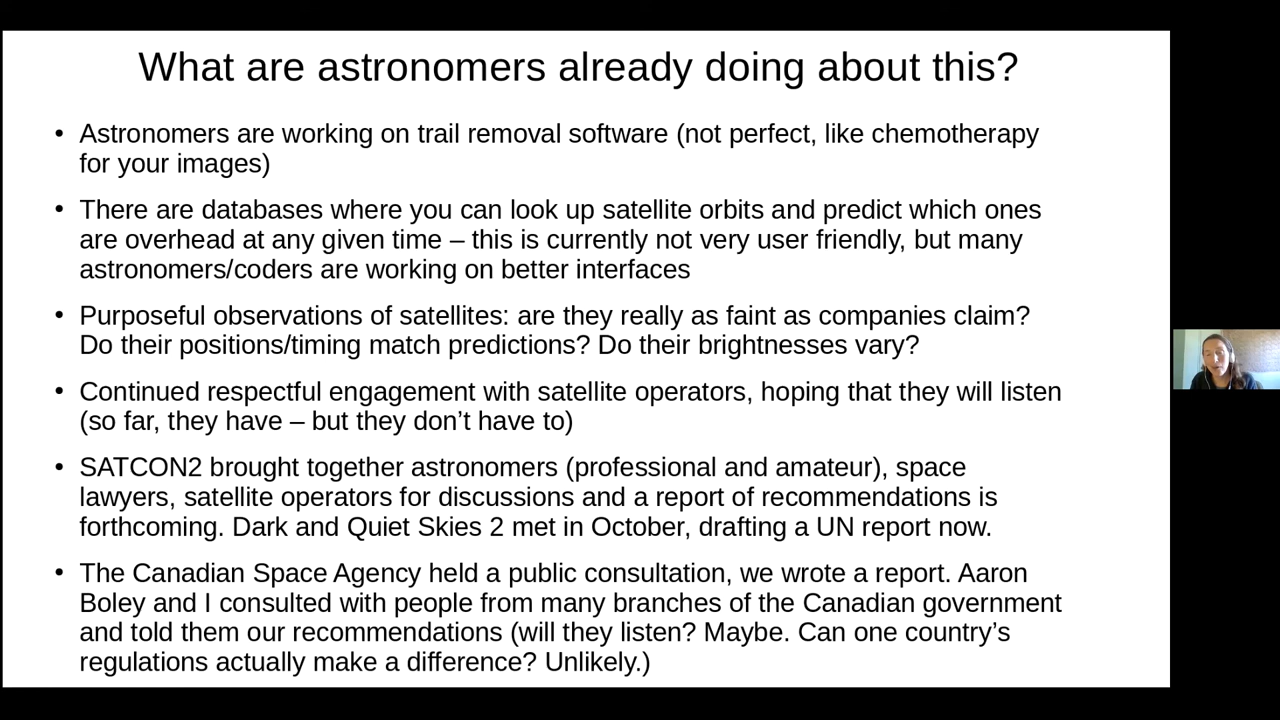 What are astronomers already doing about this?
• Astronomers are working on trail removal software (not perfect, like chemotherapy
for your images)
• There are databases where you can look up satellite orbits and predict which ones
are overhead at any given time – this is currently not very user friendly, but many
astronomers/coders are working on better interfaces
• Purposeful observations of satellites: are they really as faint as companies claim?
Do their positions/timing match predictions? Do their brightnesses vary?
• Continued respectful engagement with satellite operators, hoping that they will listen
(so far, they have – but they don’t have to)
• SATCON2 brought together astronomers (professional and amateur), space
lawyers, satellite operators for discussions and a report of recommendations is
forthcoming. Dark and Quiet Skies 2 met in October, drafting a UN report now.
• The Canadian Space Agency held a public consultation, we wrote a report. Aaron
Boley and I consulted with people from many branches of the Canadian government
and told them our recommendations (will they listen? Maybe. Can one country’s
regulations actually make a difference? Unlikely.)